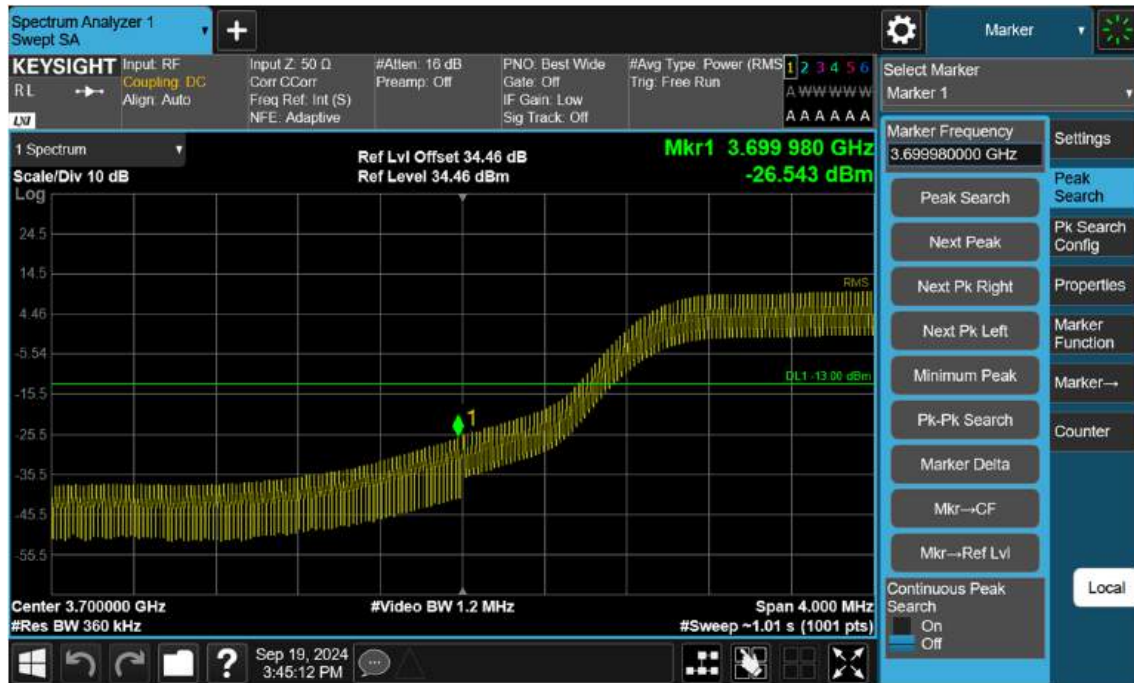 Spectrum Analyzer 1
Swept SA
Marker
KEYSIGHT
RL
LXI
Input: RF
Coupling: DC
Align: Auto
Input Z: 50 Ω
Corr CCorr
Freq Ref: Int (S)
NFE: Adaptive
#Atten: 16 dB
Preamp: Off
PNO: Best Wide
Gate: Off
IF Gain: Low
Sig Track: Off
#Avg Type: Power (RMS
Trig: Free Run
1 2 3 4 5 6
A W W W W W
A A A A A A
Select Marker
Marker 1
1 Spectrum
Scale/Div 10 dB
Log
Ref Lvl Offset 34.46 dB
Ref Level 34.46 dBm
Mkr1 3.699 980 GHz
-26.543 dBm
24.5
14.5
4.46
-5.54
-15.5
-25.5
-35.5
-45.5
-55.5
RMS
DL1 -13.00 dBm
1
Center 3.700000 GHz
#Res BW 360 kHz
#Video BW 1.2 MHz
Span 4.000 MHz
#Sweep ~1.01 s (1001 pts)
Marker Frequency
3.699980000 GHz
Peak Search
Next Peak
Next Pk Right
Next Pk Left
Minimum Peak
Pk-Pk Search
Marker Delta
Mkr→CF
Mkr→Ref Lvl
Continuous Peak
Search
On
Off
Settings
Peak
Search
Pk Search
Config
Properties
Marker
Function
Marker→
Counter
Local
?
Sep 19, 2024
3:45:12 PM